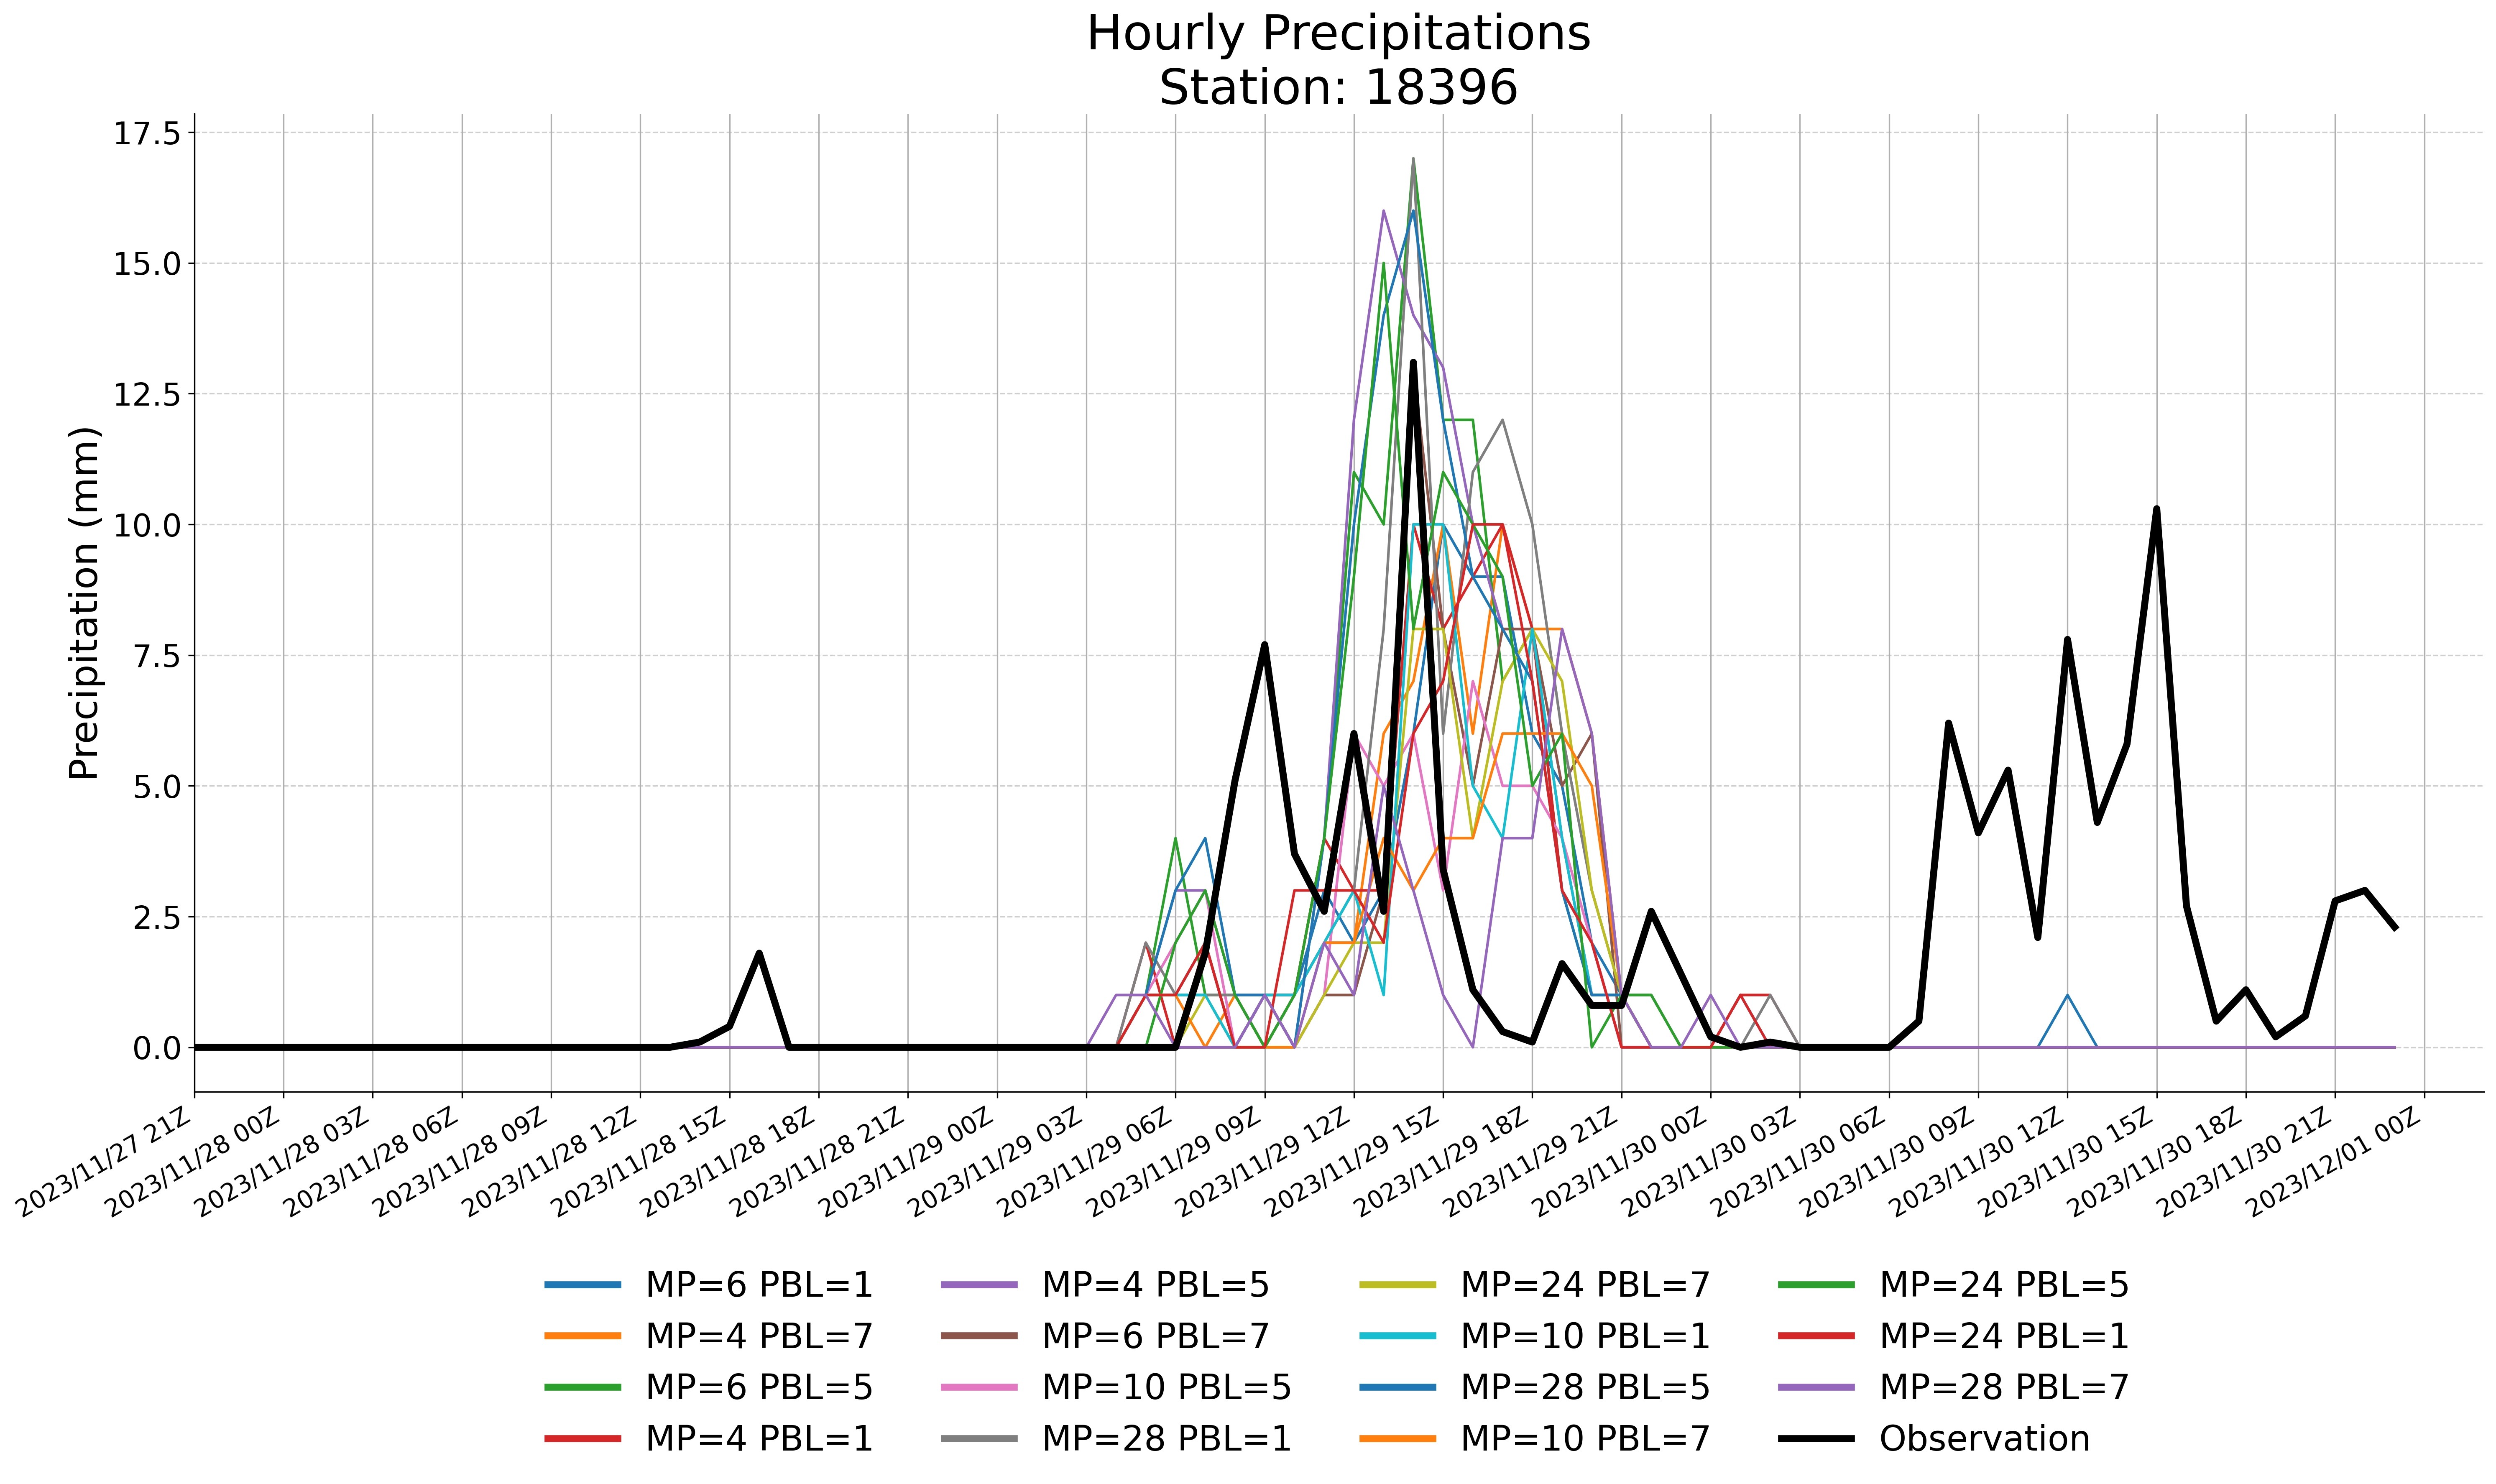 Hourly Precipitations
Station: 18396
Precipitation (mm)
17.5
15.0
12.5
10.0
7.5
5.0
2.5
0.0
2023/11/27 21Z
2023/11/28 00Z
2023/11/28 03Z
2023/11/28 06Z
2023/11/28 09Z
2023/11/28 12Z
2023/11/28 15Z
2023/11/28 18Z
2023/11/28 21Z
2023/11/29 00Z
2023/11/29 03Z
2023/11/29 06Z
2023/11/29 09Z
2023/11/29 12Z
2023/11/29 15Z
2023/11/29 18Z
2023/11/29 21Z
2023/11/30 00Z
2023/11/30 03Z
2023/11/30 06Z
2023/11/30 09Z
2023/11/30 12Z
2023/11/30 15Z
2023/11/30 18Z
2023/11/30 21Z
2023/12/01 00Z
MP=6 PBL=1
MP=4 PBL=7
MP=6 PBL=5
MP=4 PBL=1
MP=4 PBL=5
MP=6 PBL=7
MP=10 PBL=5
MP=28 PBL=1
MP=24 PBL=7
MP=10 PBL=1
MP=28 PBL=5
MP=10 PBL=7
MP=24 PBL=5
MP=24 PBL=1
MP=28 PBL=7
Observation